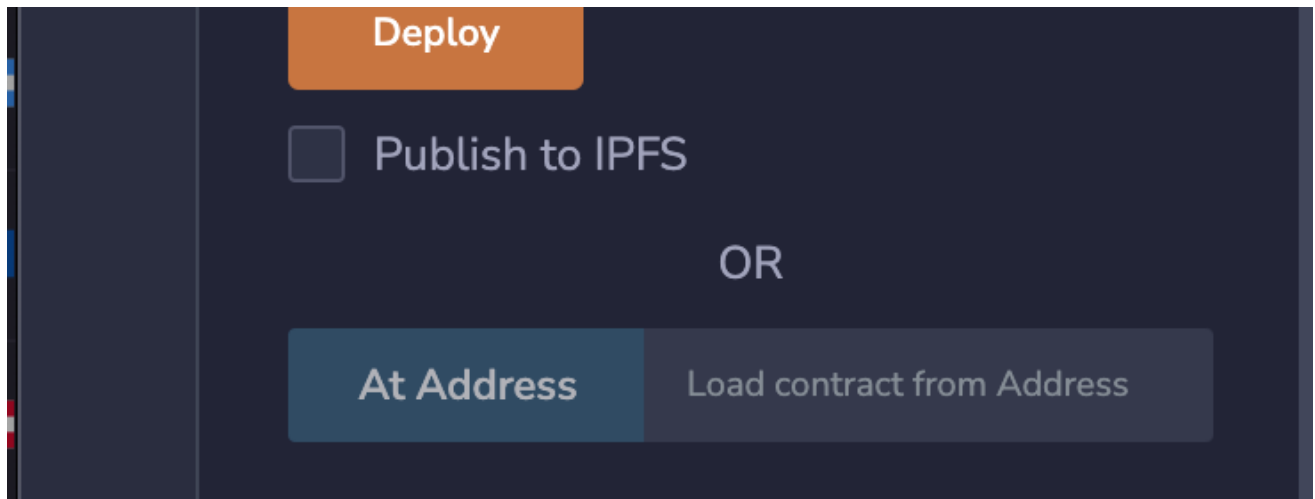 Deploy
Publish to IPFS
OR
At Address
Load contract from Address